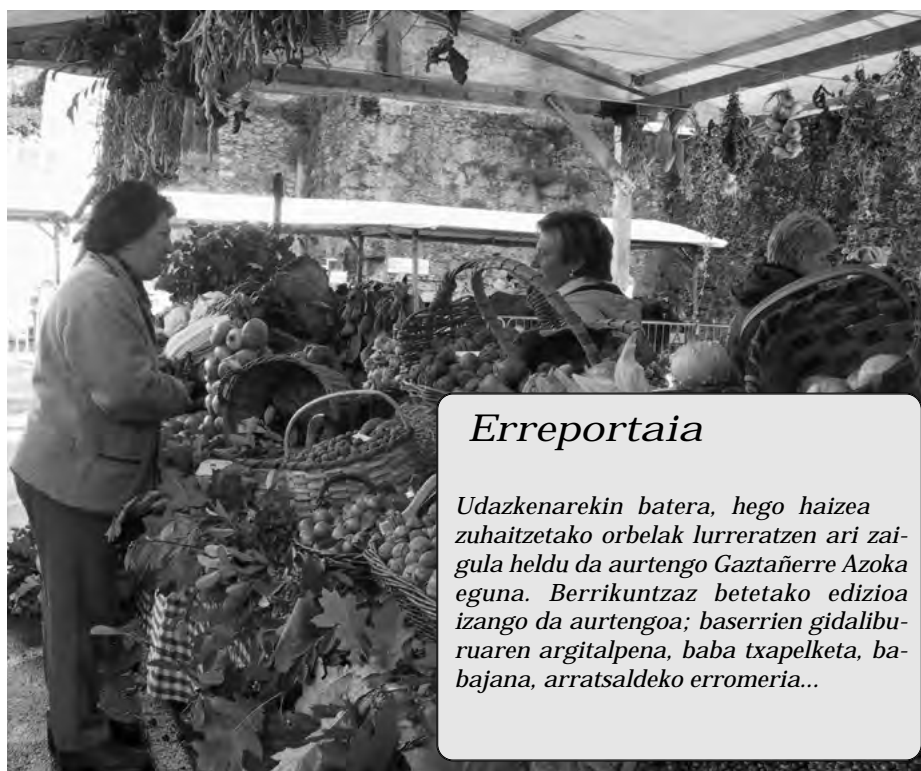 Erreportaia
Udazkenarekin batera, hego haizea
zuhaitzetako orbelak lurreratzen ari zai-
gula heldu da aurtengo Gaztañerre Azoka
eguna. Berrikuntzaz betetako edizioa
izango da aurtengoa; baserrien gidalibu-
ruaren argitalpena, baba txapelketa, ba-
bajana, arratsaldeko erromeria...